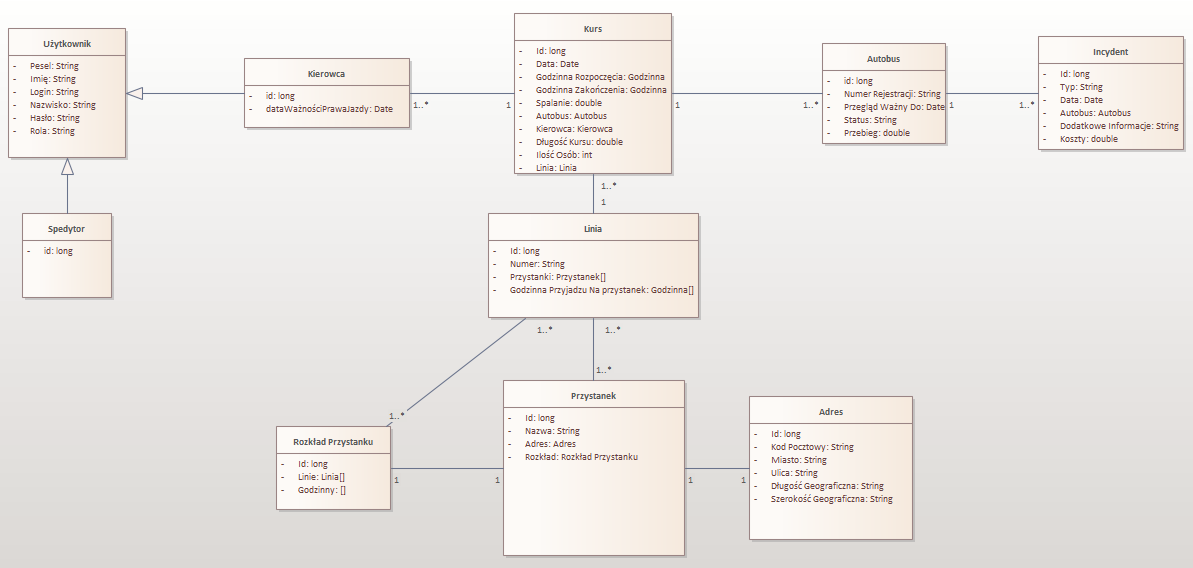 Użytkownik
- Pesel: String
- Imię: String
- Login: String
- Nazwisko: String
- Hasło: String
- Rola: String
Kierowca
- id: long
- dataWażnościPrawaJazdy: Date
1..*
1
Kurs
- Id: long
- Data: Date
- Godzinna Rozpoczęcia: Godzinna
- Godzinna Zakończenia: Godzinna
- Spalanie: double
- Autobus: Autobus
- Kierowca: Kierowca
- Długość Kursu: double
- Ilość Osób: int
- Linia: Linia
1
1..*
Autobus
- id: long
- Numer Rejestracji: String
- Przegląd Ważny Do: Date
- Status: String
- Przebieg: double
1
1..*
Incydent
- Id: long
- Typ: String
- Data: Date
- Autobus: Autobus
- Dodatkowe Informacje: String
- Koszty: double
1..*
1
Spedytor
- id: long
Linia
- Id: long
- Numer: String
- Przystanki: Przystanek[]
- Godzinna Przyjadzu Na przystanek: Godzinna[]
1..*
1..*
1..*
1..*
Rozkład Przystanku
- Id: long
- Linie: Linia[]
- Godzinny: []
1
1
Przystanek
- Id: long
- Nazwa: String
- Adres: Adres
- Rozkład: Rozkład Przystanku
1
1
Adres
- Id: long
- Kod Pocztowy: String
- Miasto: String
- Ulica: String
- Długość Geograficzna: String
- Szerokość Geograficzna: String